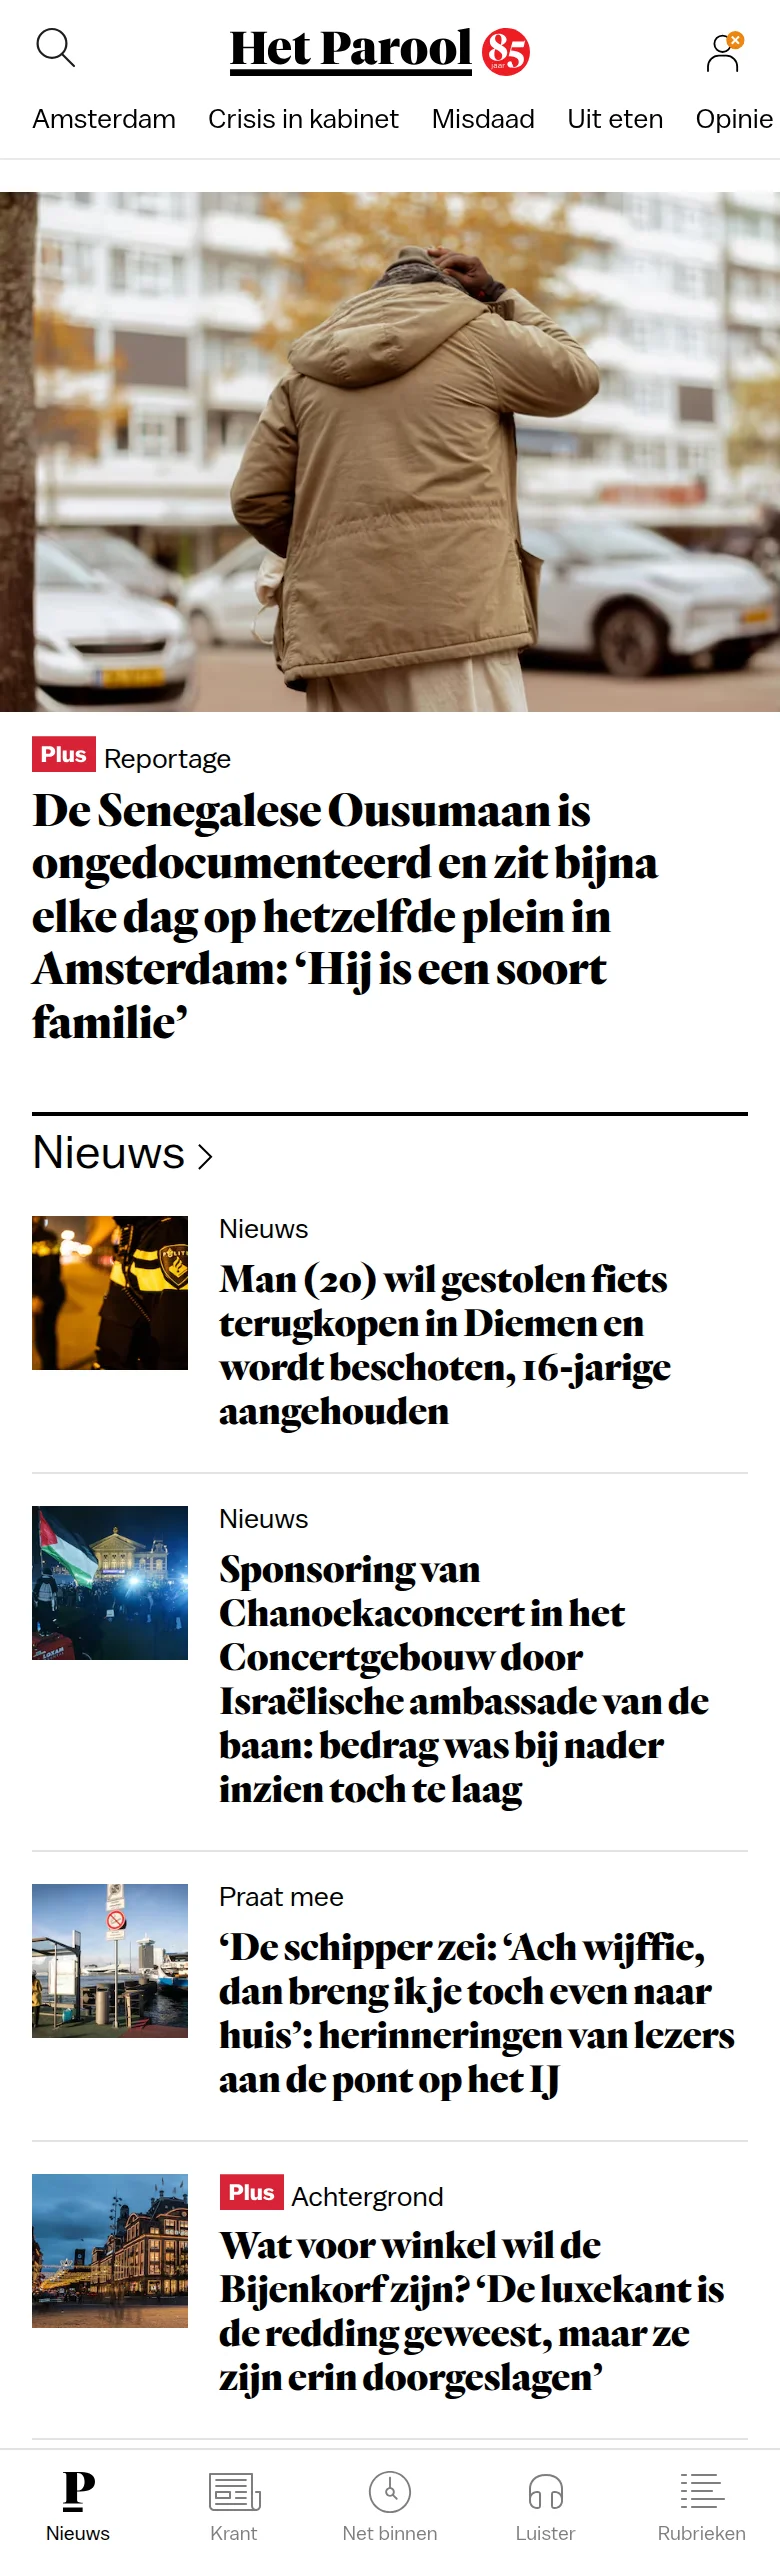 Het Parool 85 jaar
Amsterdam Crisis in kabinet Misdaad Uit eten Opinie
Plus Reportage
De Senegalese Ousumaan is
ongedocumenteerd en zit bijna
elke dag op hetzelfde plein in
Amsterdam: ‘Hij is een soort
familie’
Nieuws
Nieuws
Man (20) wil gestolen fiets
terugkopen in Diemen en
wordt beschoten, 16-jarige
aangehouden
Nieuws
Sponsoring van
Chanoekaconcert in het
Concertgebouw door
Israëlische ambassade van de
baan: bedrag was bij nader
inzien toch te laag
Praat mee
‘De schipper zei: ‘Ach wijffie,
dan breng ik je toch even naar
huis’: herinneringen van lezers
aan de pont op het IJ
Plus Achtergrond
Wat voor winkel wil de
Bijenkorf zijn? ‘De luxekant is
de redding geweest, maar ze
zijn erin doorgeslagen’
P
Nieuws Krant Net binnen Luister Rubrieken